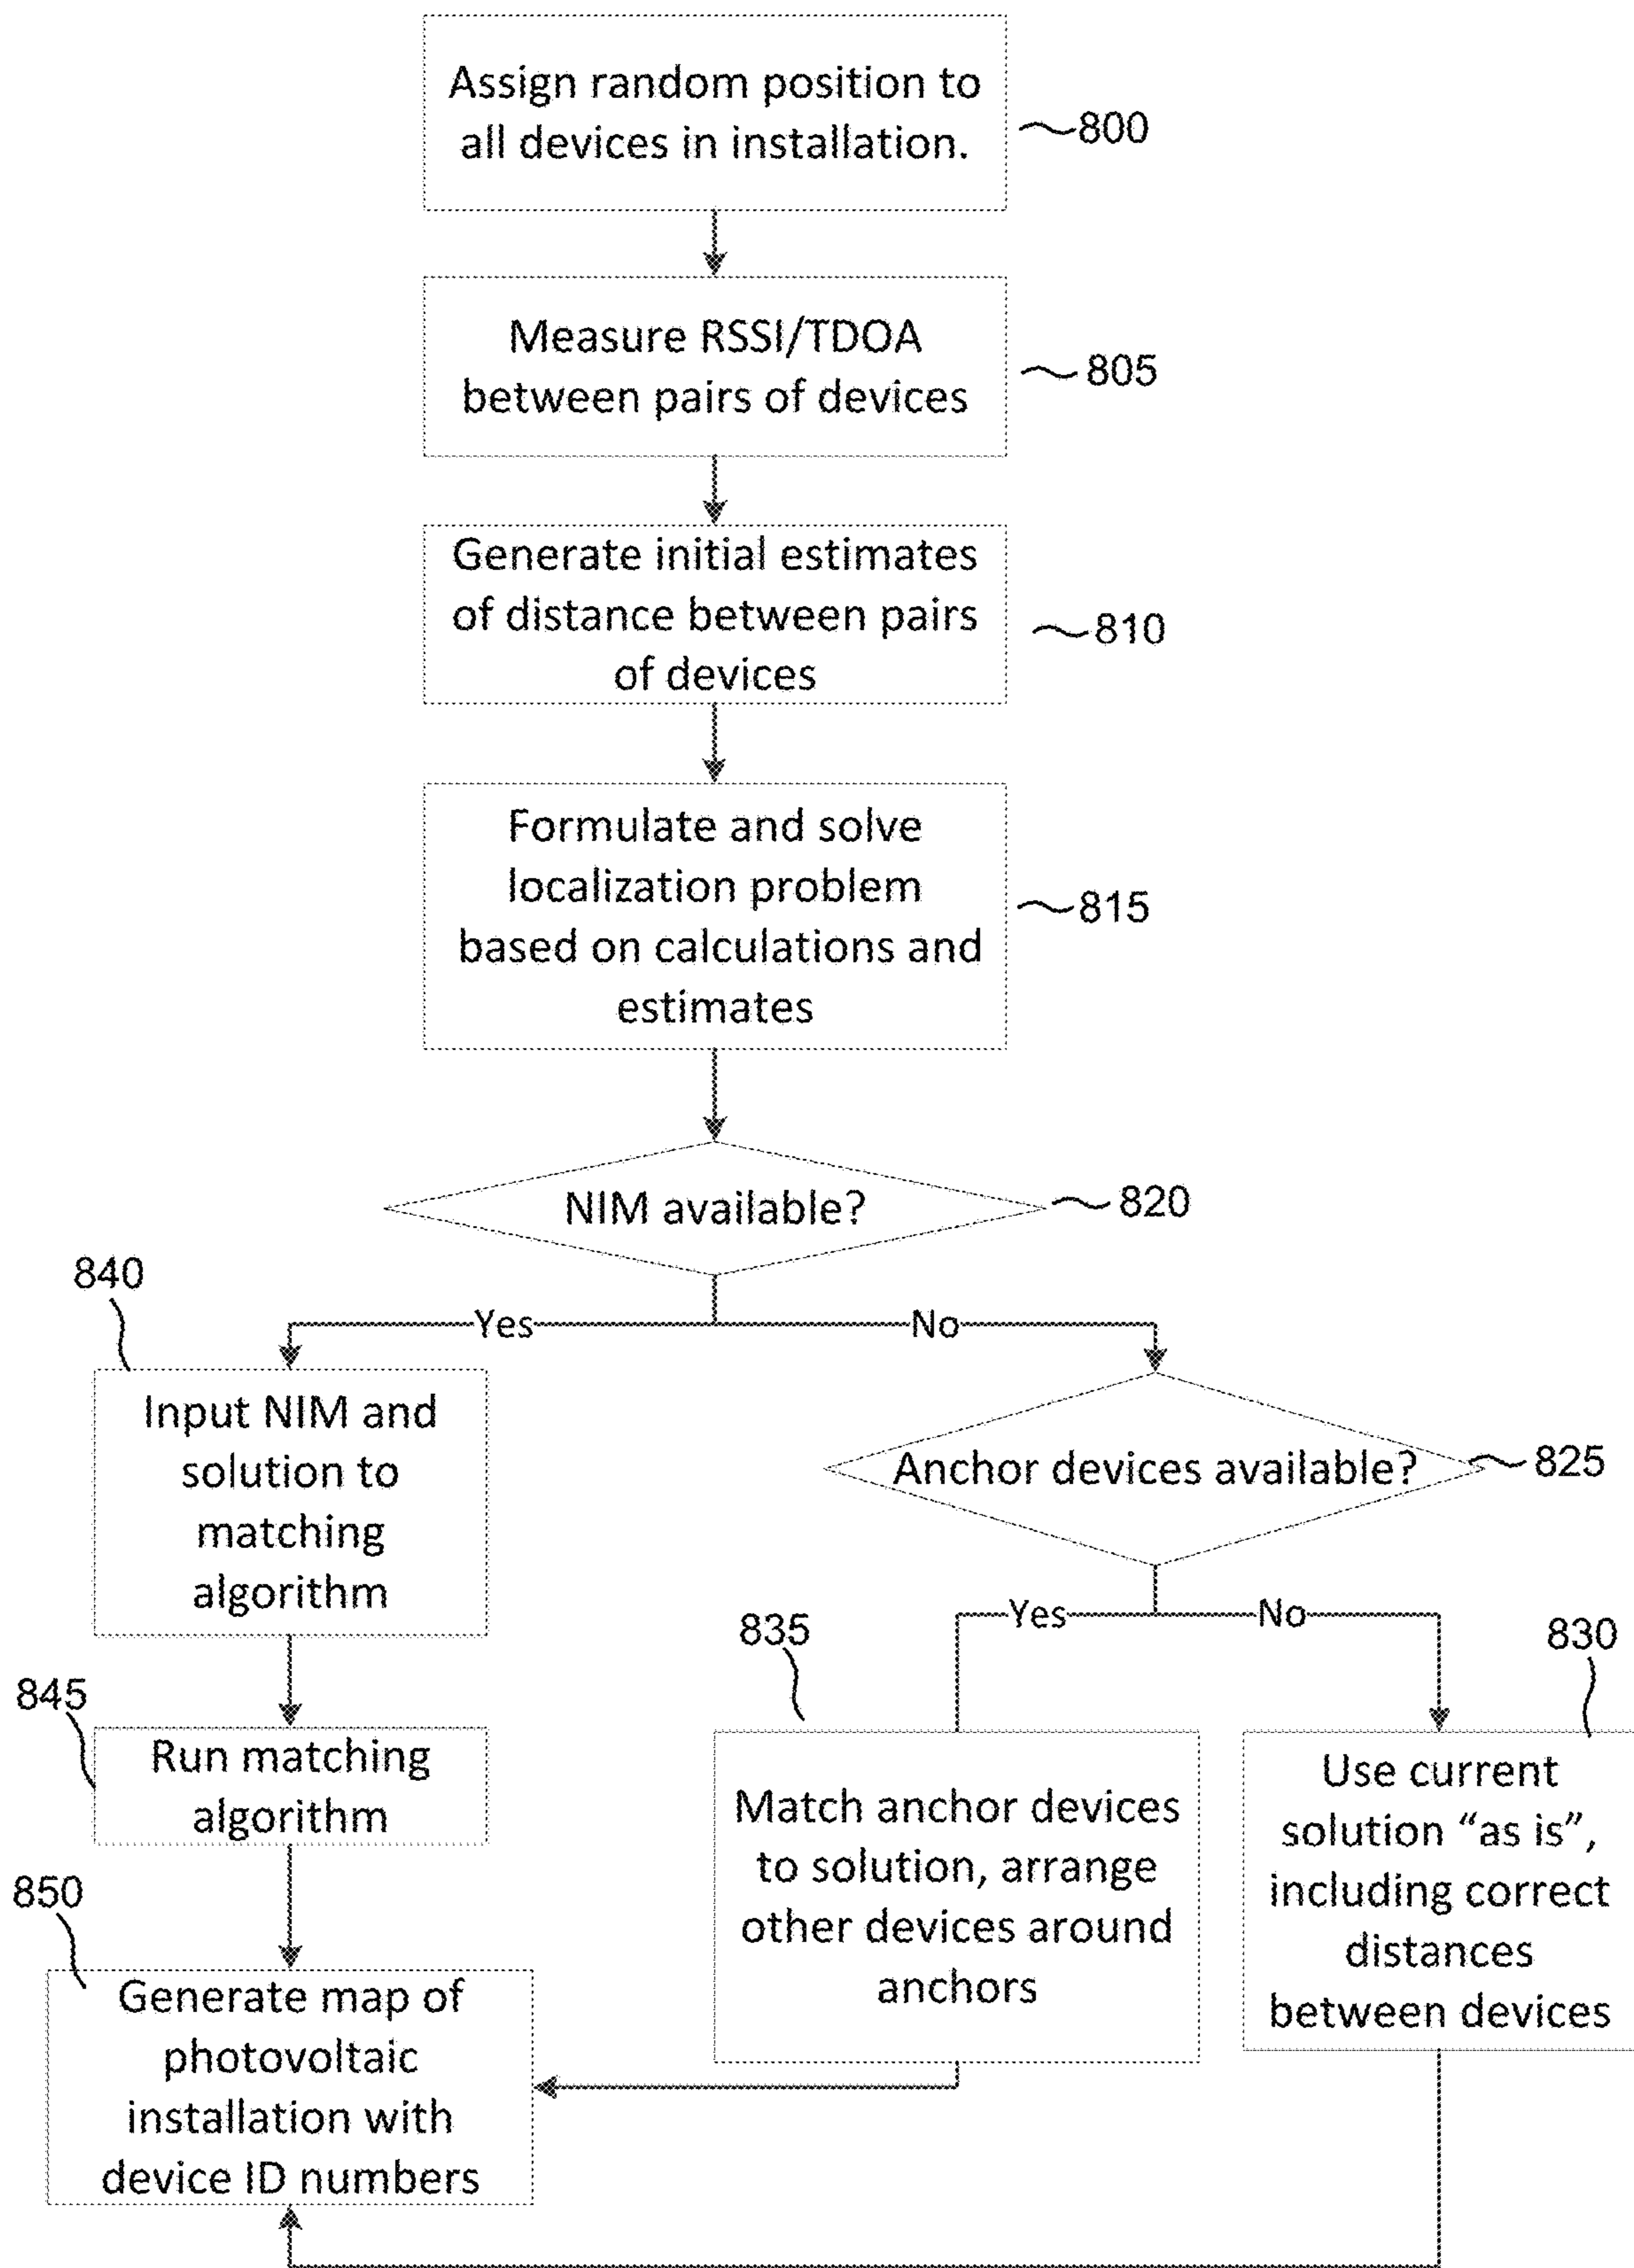 Assign random position to
all devices in installation.
800
Measure RSSI/TDOA
between pairs of devices
805
Generate initial estimates
of distance between pairs
of devices
810
Formulate and solve
localization problem
based on calculations and
estimates
815
NIM available?
820
Yes
No
840
Input NIM and
solution to
matching
algorithm
Anchor devices available?
825
Yes
No
845
Run matching
algorithm
835
Match anchor devices
to solution, arrange
other devices around
anchors
830
Use current
solution “as is”,
including correct
distances
between devices
850
Generate map of
photovoltaic
installation with
device ID numbers